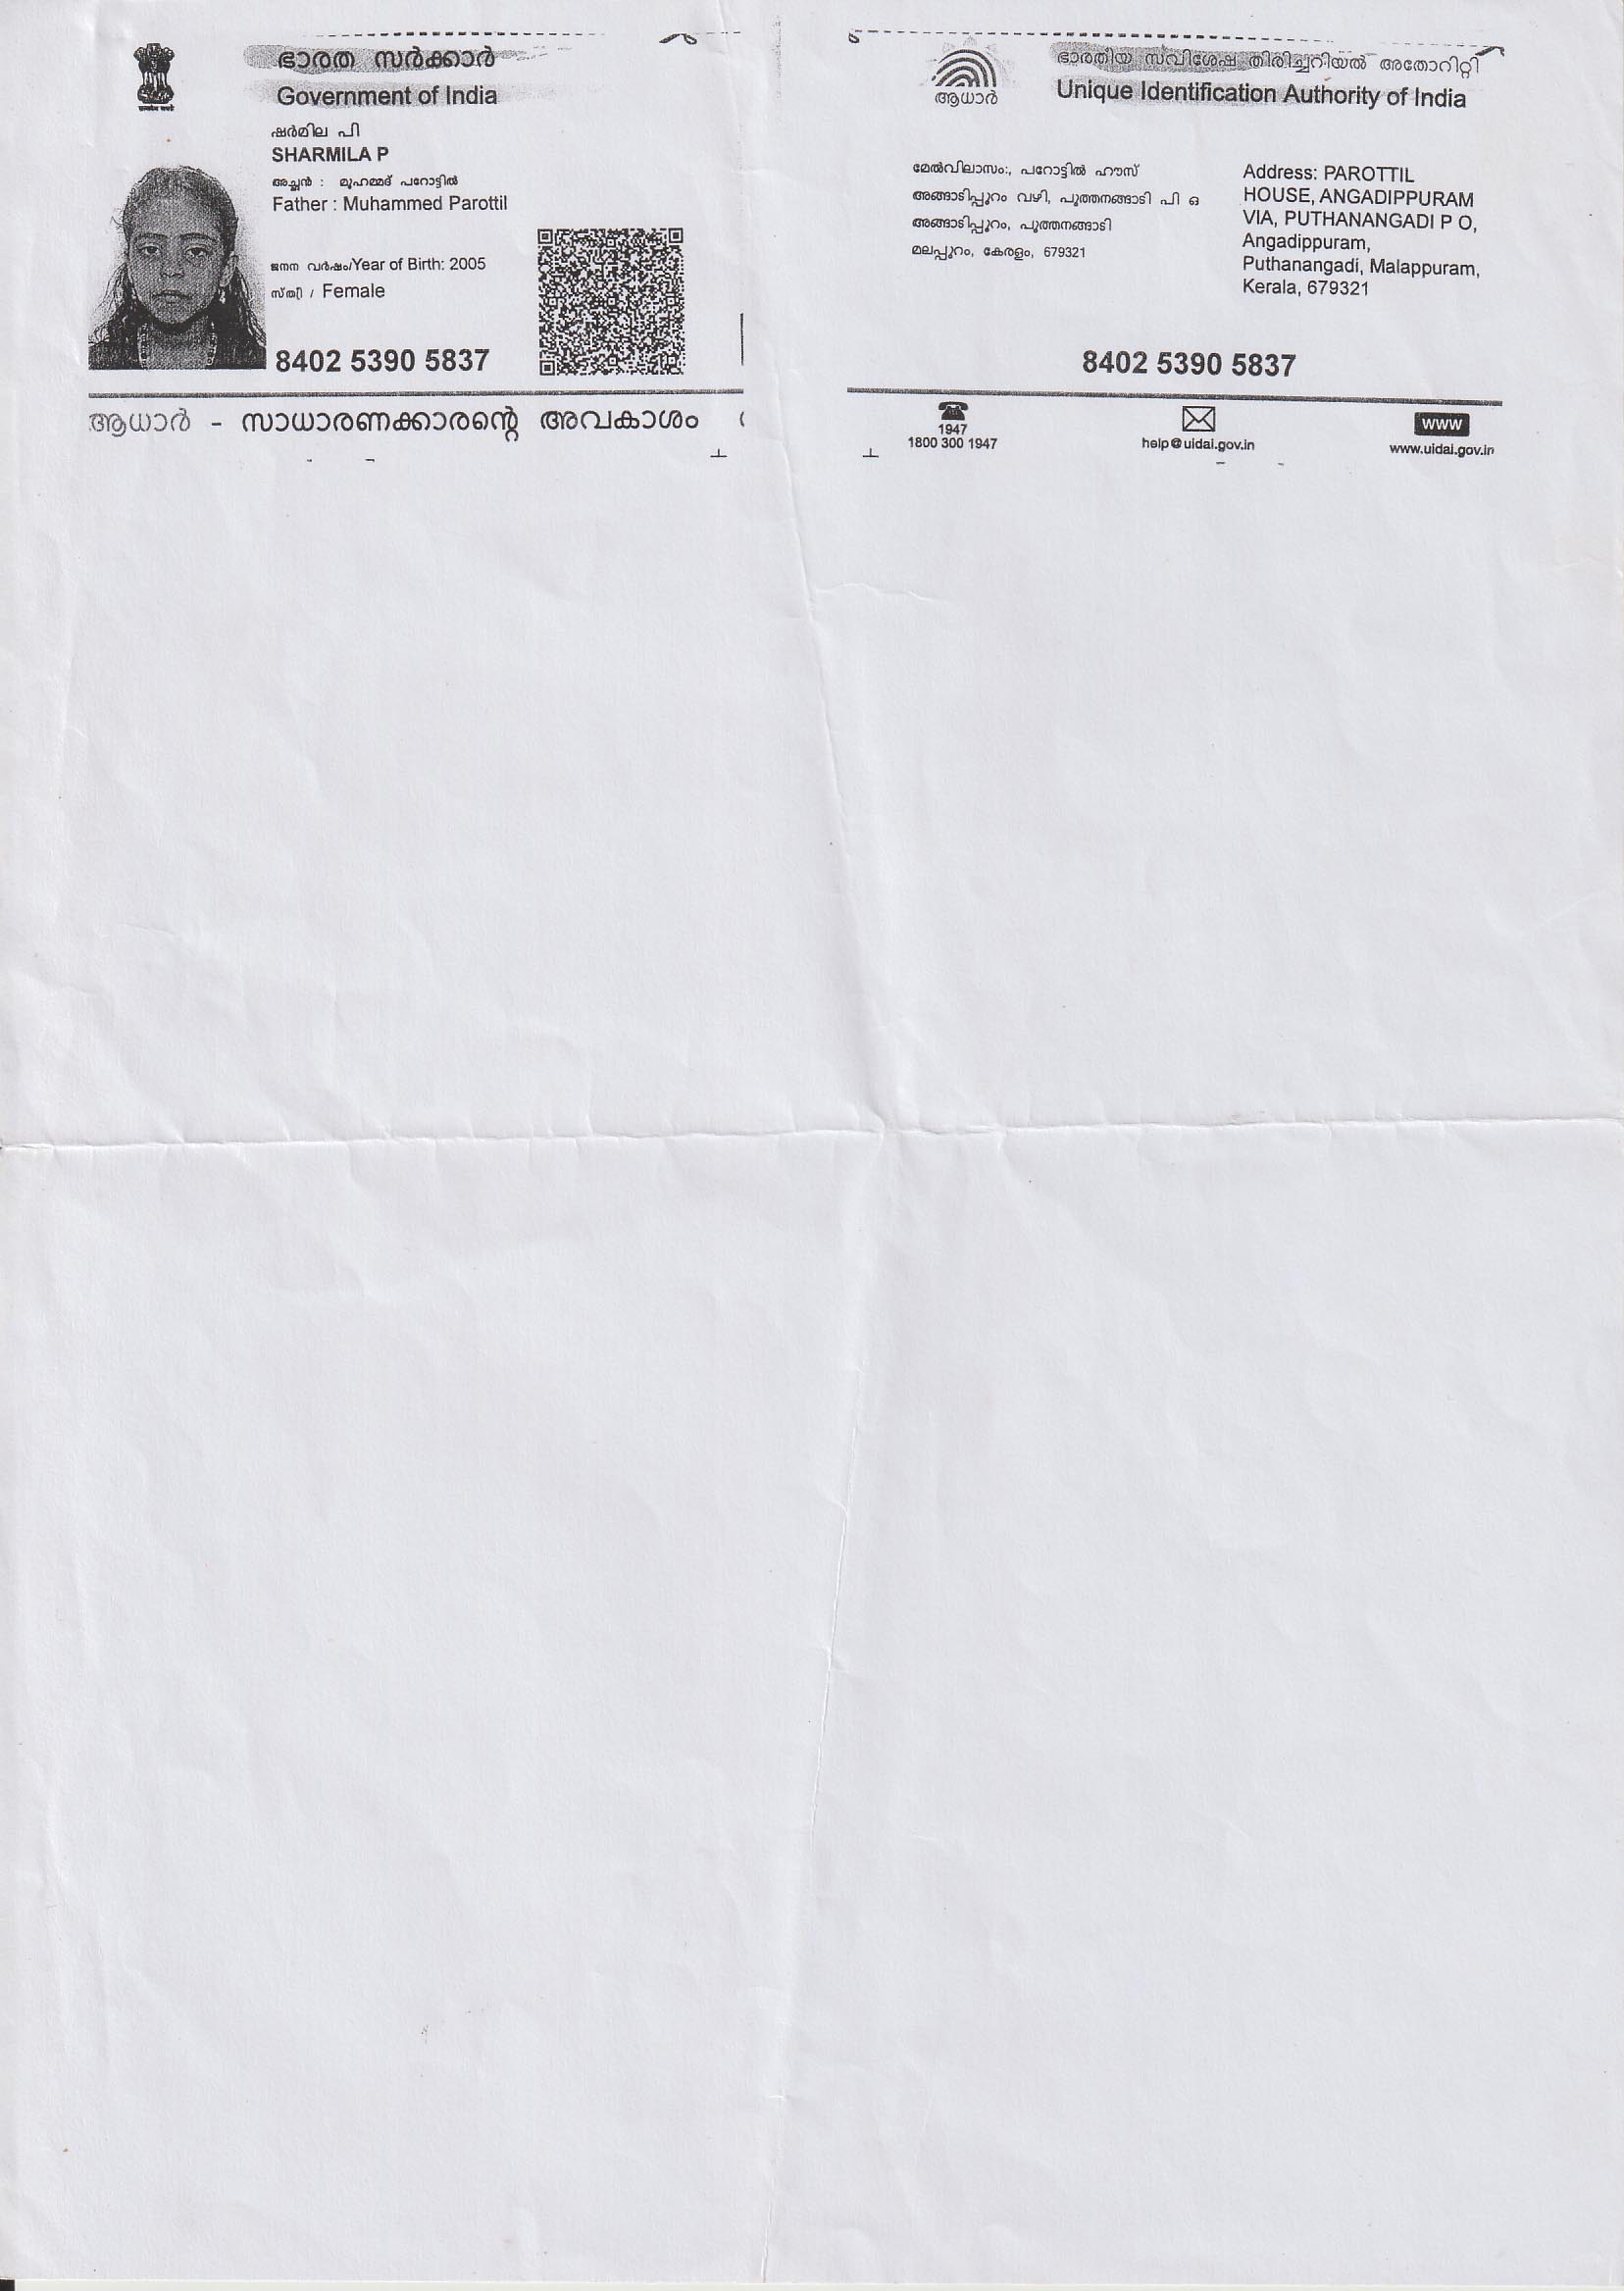 ഭാരത സർക്കാർ
Government of India
ഷർമില പി
SHARMILA P
അച്ഛൻ : മുഹമ്മദ് പറോട്ടിൽ
Father : Muhammed Parottil
ജനന വർഷം/Year of Birth: 2005
സ്ത്രീ / Female
8402 5390 5837
ആധാർ - സാധാരണക്കാരന്റെ അവകാശം
ആധാർ
ഭാരതീയ സവിശേഷ തിരിച്ചറിയൽ അതോറിറ്റി
Unique Identification Authority of India
മേൽവിലാസം:, പറോട്ടിൽ ഹൗസ്
അങ്ങാടിപ്പുറം വഴി, പുത്തനങ്ങാടി പി ഒ
അങ്ങാടിപ്പുറം, പുത്തനങ്ങാടി
മലപ്പുറം, കേരളം, 679321
Address: PAROTTIL
HOUSE, ANGADIPPURAM
VIA, PUTHANANGADI P O,
Angadippuram,
Puthanangadi, Malappuram,
Kerala, 679321
8402 5390 5837
1947
1800 300 1947
help@uidai.gov.in
www
www.uidai.gov.in